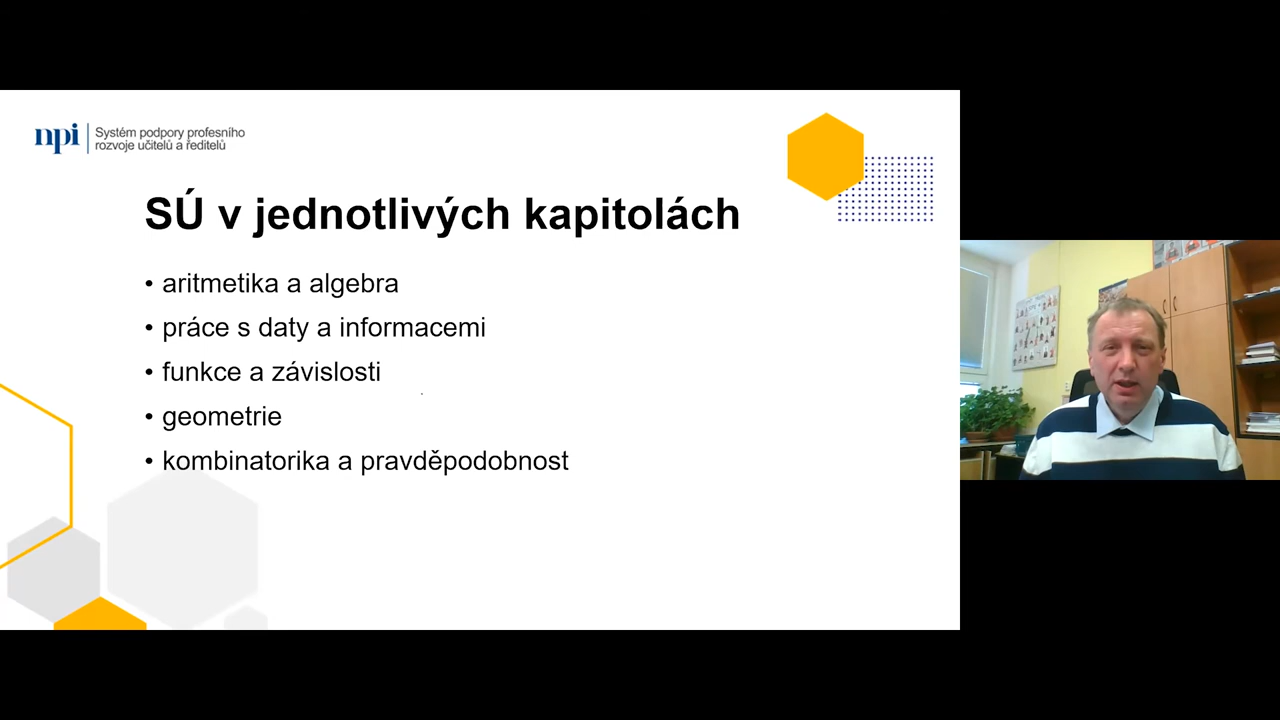 npi
Systém podpory profesního
rozvoje učitelů a ředitelů
SÚ v jednotlivých kapitolách
• aritmetika a algebra
• práce s daty a informacemi
• funkce a závislosti
• geometrie
• kombinatorika a pravděpodobnost